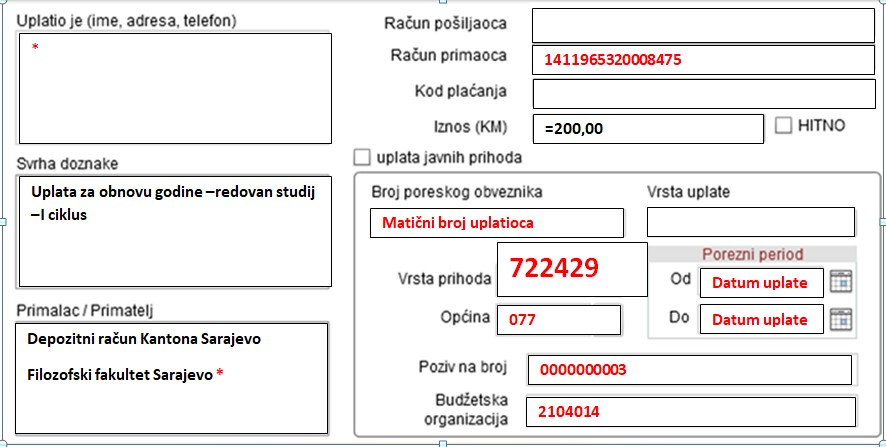 Uplatio je (ime, adresa, telefon)
*
Svrha doznake
Uplata za obnovu godine –redovan studij
–I ciklus
Primalac / Primatelj
Depozitni račun Kantona Sarajevo
Filozofski fakultet Sarajevo *
Račun pošiljaoca
Račun primaoca 1411965320008475
Kod plaćanja
Iznos (KM) =200,00 HITNO
uplata javnih prihoda
Broj poreskog obveznika Vrsta uplate
Matični broj uplatioca
Vrsta prihoda 722429
Općina 077
Porezni period
Od Datum uplate
Do Datum uplate
Poziv na broj 0000000003
Budžetska
organizacija 2104014